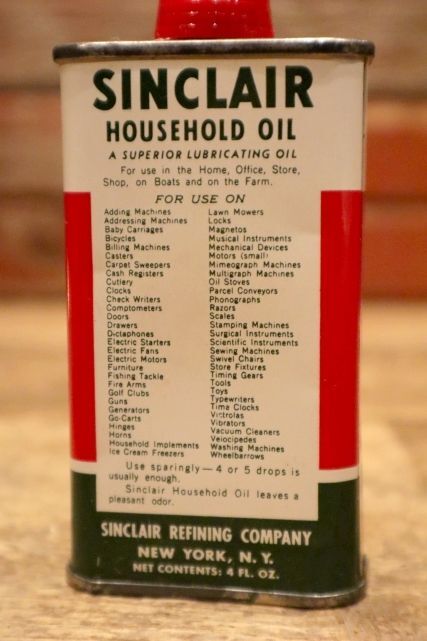 SINCLAIR
HOUSEHOLD OIL
A SUPERIOR LUBRICATING OIL
For use in the Home, Office, Store,
Shop, on Boats and on the Farm.
FOR USE ON
Adding Machines
Addressing Machines
Baby Carriages
Bicycles
Billing Machines
Casters
Carpet Sweepers
Cash Registers
Cutlery
Clocks
Check Writers
Comptometers
Doors
Drawers
Dictaphones
Electric Starters
Electric Fans
Electric Motors
Furniture
Fishing Tackle
Fire Arms
Golf Clubs
Guns
Generators
Go-Carts
Hinges
Horns
Household Implements
Ice Cream Freezers
Lawn Mowers
Locks
Magnetos
Musical Instruments
Mechanical Devices
Motors (small)
Mimeograph Machines
Multigraph Machines
Oil Stoves
Parcel Conveyors
Phonographs
Razors
Scales
Stamping Machines
Surgical Instruments
Scientific Instruments
Sewing Machines
Swivel Chairs
Store Fixtures
Timing Gears
Tools
Toys
Typewriters
Time Clocks
Victrolas
Vibrators
Vacuum Cleaners
Velocipedes
Washing Machines
Wheelbarrows
Use sparingly—4 or 5 drops is
usually enough.
Sinclair Household Oil leaves a
pleasant odor.
SINCLAIR REFINING COMPANY
NEW YORK, N. Y.
NET CONTENTS: 4 FL. OZ.